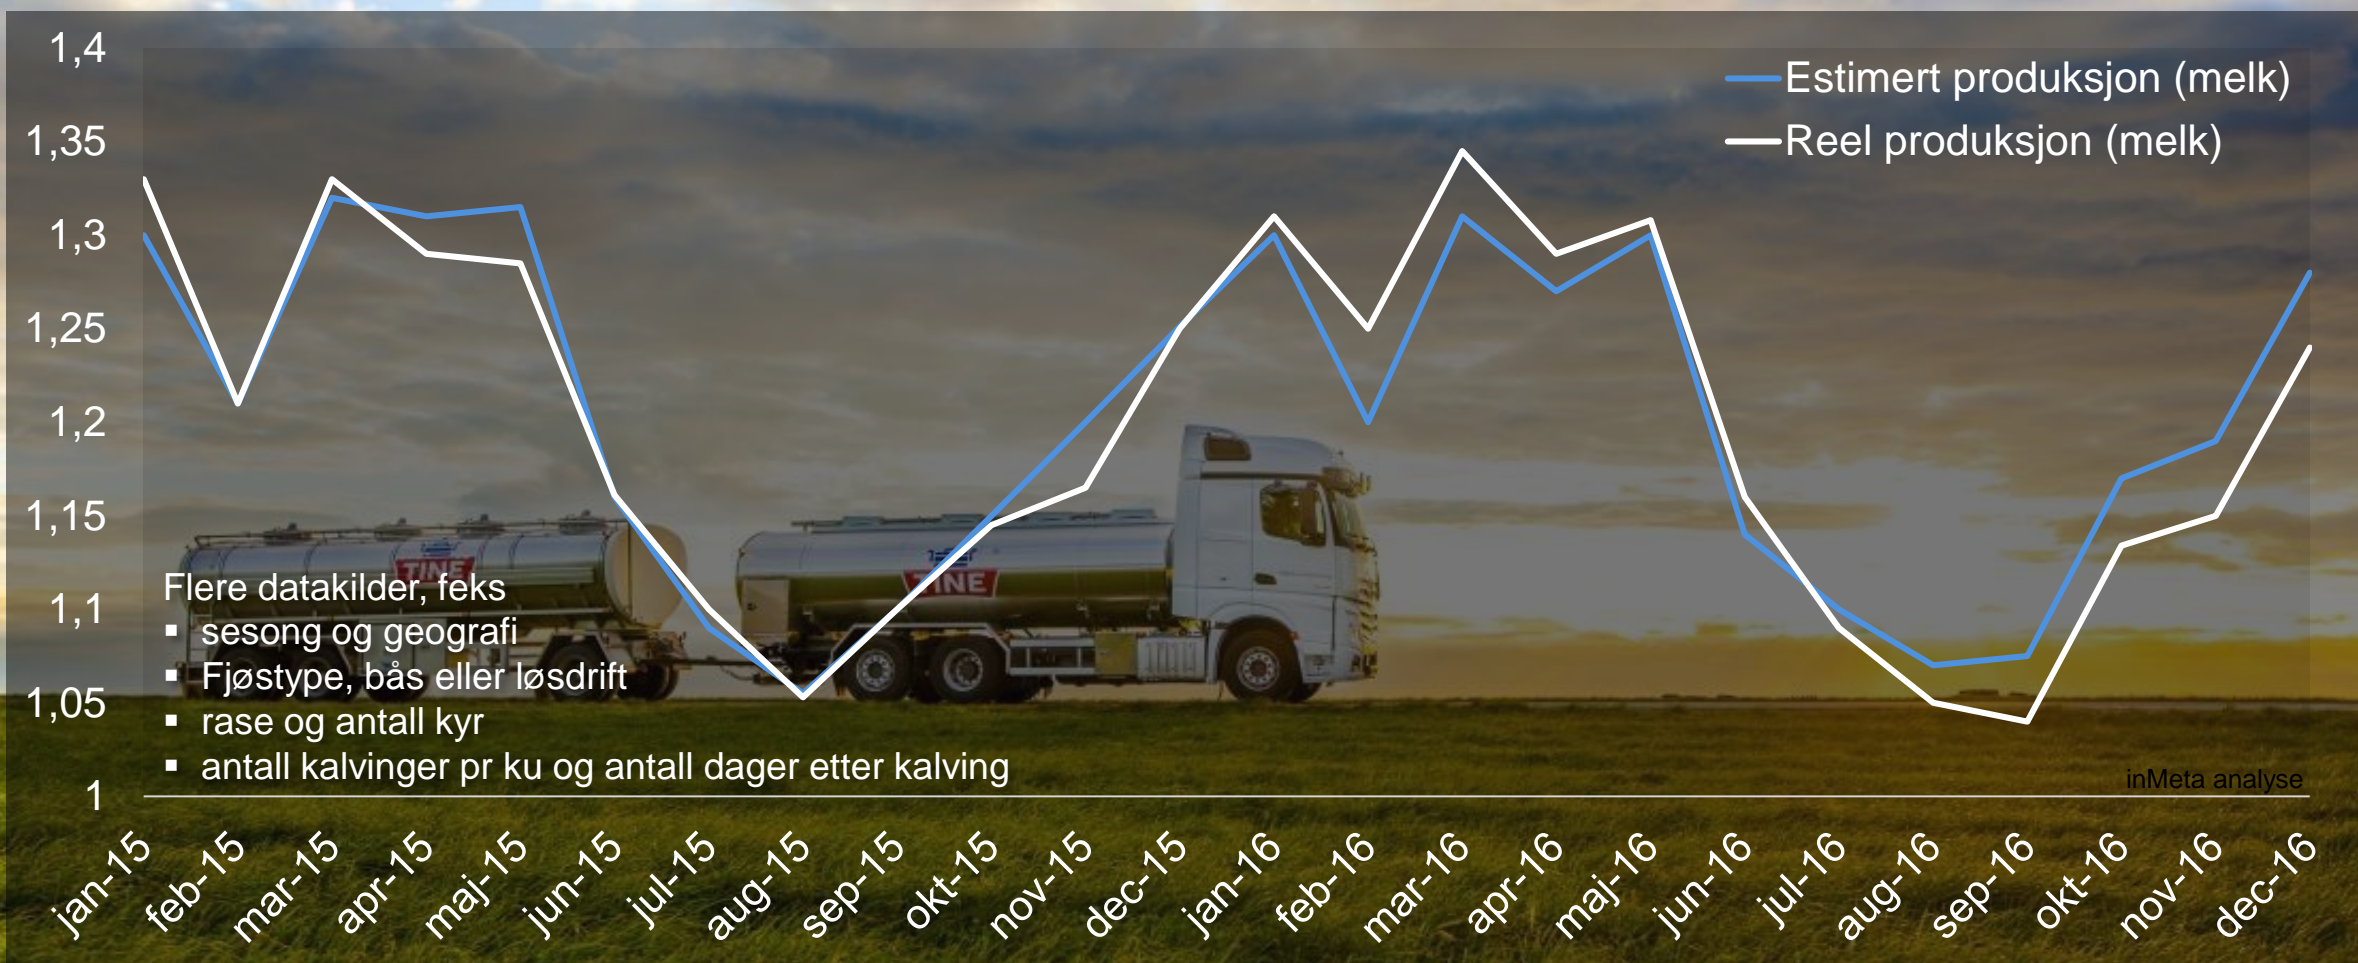 1,4
1,35
1,3
1,25
1,2
1,15
1,1
1,05
1
Estimert produksjon (melk)
Reel produksjon (melk)
TINE
TINE
Flere datakilder, feks
▪ sesong og geografi
▪ Fjøstype, bås eller løsdrift
▪ rase og antall kyr
▪ antall kalvinger pr ku og antall dager etter kalving
inMeta analyse
jan-15
feb-15
mar-15
apr-15
maj-15
jun-15
jul-15
aug-15
sep-15
okt-15
nov-15
dec-15
jan-16
feb-16
mar-16
apr-16
maj-16
jun-16
jul-16
aug-16
sep-16
okt-16
nov-16
dec-16